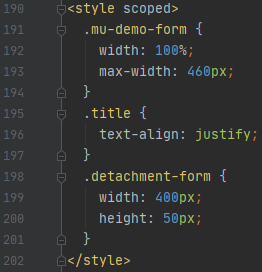 190 <style scoped>
191   .mu-demo-form {
192     width: 100%;
193     max-width: 460px;
194   }
195   .title {
196     text-align: justify;
197   }
198   .detachment-form {
199     width: 400px;
200     height: 50px;
201   }
202 </style>